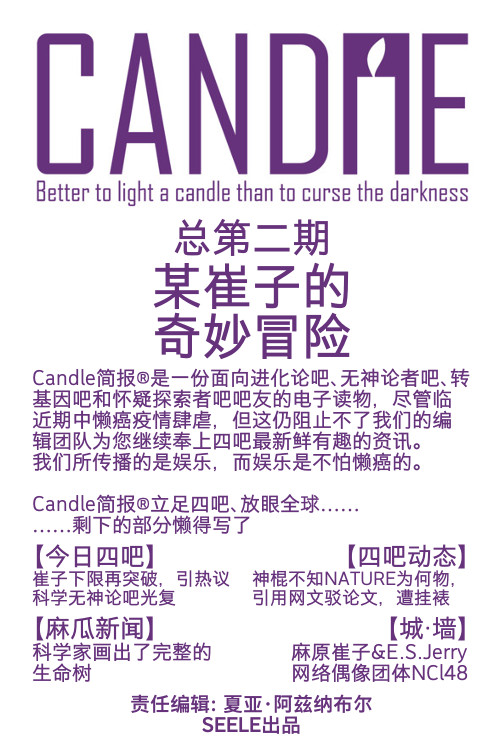 CANDLE
Better to light a candle than to curse the darkness
总第二期
某崔子的
奇妙冒险
Candle简报®是一份面向进化论吧、无神论者吧、转
基因吧和怀疑探索者吧吧友的电子读物，尽管临
近期中懒癌疫情肆虐，但这仍阻止不了我们的编
辑团队为您继续奉上四吧最新鲜有趣的资讯。
我们所传播的是娱乐，而娱乐是不怕懒癌的。
Candle简报®立足四吧、放眼全球……
……剩下的部分懒得写了
【今日四吧】
崔子下限再突破，引热议
科学无神论吧光复
【四吧动态】
神棍不知NATURE为何物，
引用网文驳论文，遭挂裱
【麻瓜新闻】
科学家画出了完整的
生命树
【城·墙】
麻原崔子&E.S.Jerry
网络偶像团体NCl48
责任编辑: 夏亚·阿兹纳布尔
SEELE出品